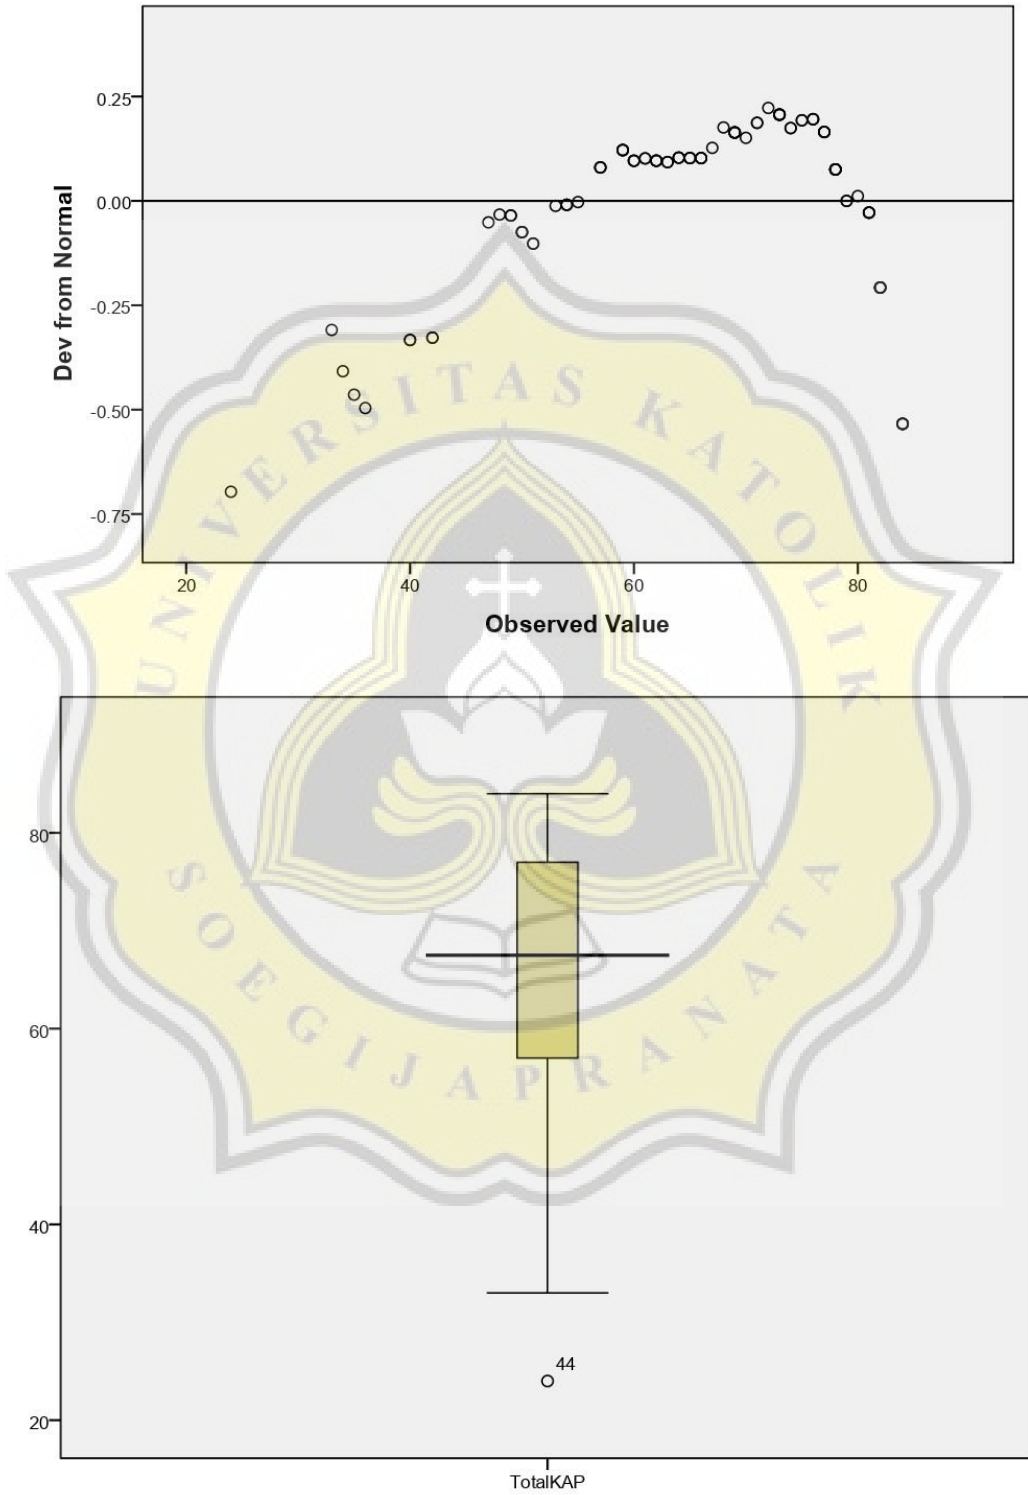 0.25
0.00
-0.25
-0.50
-0.75
Dev from Normal
20 40 60 80
Observed Value
UNIVERSITAS KATOLIK
SOEGIJAPRANATA
80
60
40
20
44
TotalKAP